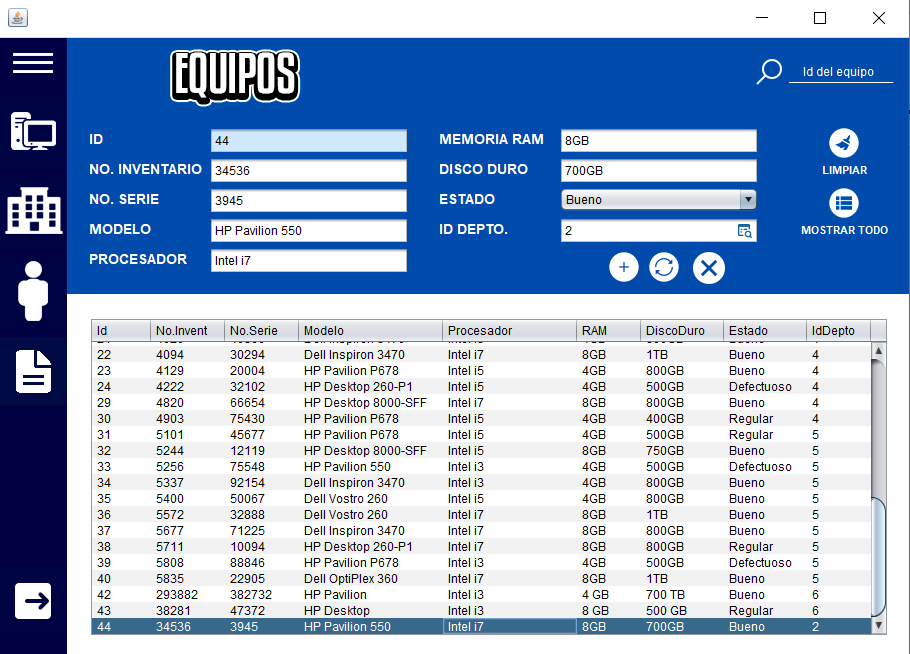 EQUIPOS
Id del equipo
ID 44
MEMORIA RAM 8GB
NO. INVENTARIO 34536
DISCO DURO 700GB
LIMPIAR
NO. SERIE 3945
ESTADO Bueno
MODELO HP Pavilion 550
ID DEPTO. 2
MOSTRAR TODO
PROCESADOR Intel i7
Id No.Invent No.Serie Modelo Procesador RAM DiscoDuro Estado IdDepto
22 4094 30294 Dell Inspiron 3470 Intel i7 8GB 1TB Bueno 4
23 4129 20004 HP Pavilion P678 Intel i5 4GB 800GB Bueno 4
24 4222 32102 HP Desktop 260-P1 Intel i5 4GB 500GB Defectuoso 4
29 4820 66654 HP Desktop 8000-SFF Intel i7 8GB 800GB Bueno 4
30 4903 75430 HP Pavilion P678 Intel i5 4GB 400GB Regular 4
31 5101 45677 HP Pavilion P678 Intel i5 4GB 500GB Regular 5
32 5244 12119 HP Desktop 8000-SFF Intel i5 8GB 750GB Bueno 5
33 5256 75548 HP Pavilion 550 Intel i3 4GB 500GB Defectuoso 5
34 5337 92154 Dell Inspiron 3470 Intel i3 4GB 800GB Bueno 5
35 5400 50067 Dell Vostro 260 Intel i5 4GB 800GB Bueno 5
36 5572 32888 Dell Vostro 260 Intel i7 8GB 1TB Bueno 5
37 5677 71225 Dell Inspiron 3470 Intel i7 8GB 800GB Bueno 5
38 5711 10094 HP Desktop 260-P1 Intel i7 8GB 800GB Regular 5
39 5808 88846 HP Pavilion P678 Intel i3 4GB 500GB Defectuoso 5
40 5835 22905 Dell OptiPlex 360 Intel i7 8GB 1TB Bueno 5
42 293882 382732 HP Pavilion Intel i3 4 GB 700 TB Bueno 6
43 38281 47372 HP Desktop Intel i3 8 GB 500 GB Regular 6
44 34536 3945 HP Pavilion 550 Intel i7 8GB 700GB Bueno 2